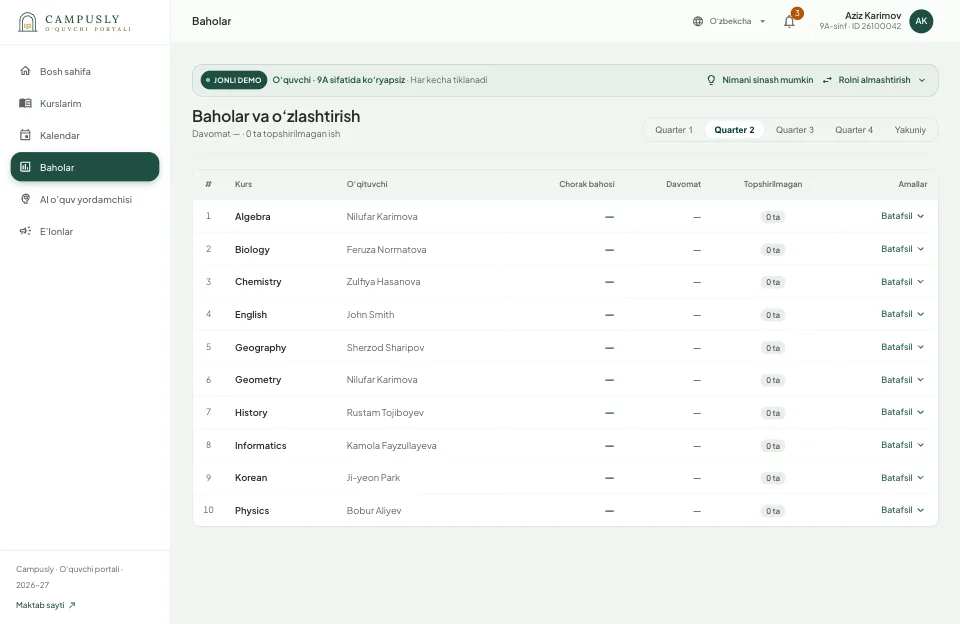 CAMPUSLY
O'QUVCHI PORTALI
Baholar
O'zbekcha
3
Aziz Karimov
9A-sinf · ID 26100042
AK
Bosh sahifa
Kurslarim
Kalendar
Baholar
AI o'quv yordamchisi
E'lonlar
JONLI DEMO
O'quvchi · 9A sifatida ko'ryapsiz · Har kecha tiklanadi
Nimani sinash mumkin
Rolni almashtirish
Baholar va o'zlashtirish
Davomat — · 0 ta topshirilmagan ish
Quarter 1 Quarter 2 Quarter 3 Quarter 4 Yakuniy
# Kurs O'qituvchi Chorak bahosi Davomat Topshirilmagan Amallar
1 Algebra Nilufar Karimova — — 0 ta Batafsil
2 Biology Feruza Normatova — — 0 ta Batafsil
3 Chemistry Zulfiya Hasanova — — 0 ta Batafsil
4 English John Smith — — 0 ta Batafsil
5 Geography Sherzod Sharipov — — 0 ta Batafsil
6 Geometry Nilufar Karimova — — 0 ta Batafsil
7 History Rustam Tojiboyev — — 0 ta Batafsil
8 Informatics Kamola Fayzullayeva — — 0 ta Batafsil
9 Korean Ji-yeon Park — — 0 ta Batafsil
10 Physics Bobur Aliyev — — 0 ta Batafsil
Campusly · O'quvchi portali ·
2026–27
Maktab sayti